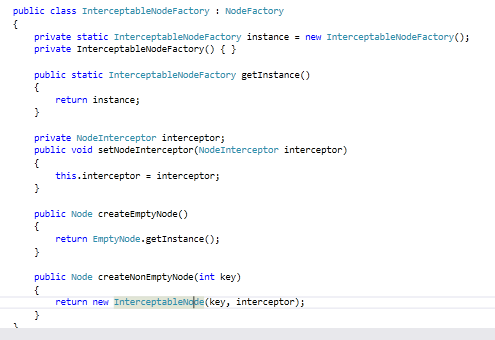 public class InterceptableNodeFactory : NodeFactory
{
    private static InterceptableNodeFactory instance = new InterceptableNodeFactory();
    private InterceptableNodeFactory() { }

    public static InterceptableNodeFactory getInstance()
    {
        return instance;
    }

    private NodeInterceptor interceptor;
    public void setNodeInterceptor(NodeInterceptor interceptor)
    {
        this.interceptor = interceptor;
    }

    public Node createEmptyNode()
    {
        return EmptyNode.getInstance();
    }

    public Node createNonEmptyNode(int key)
    {
        return new InterceptableNode(key, interceptor);
    }
}